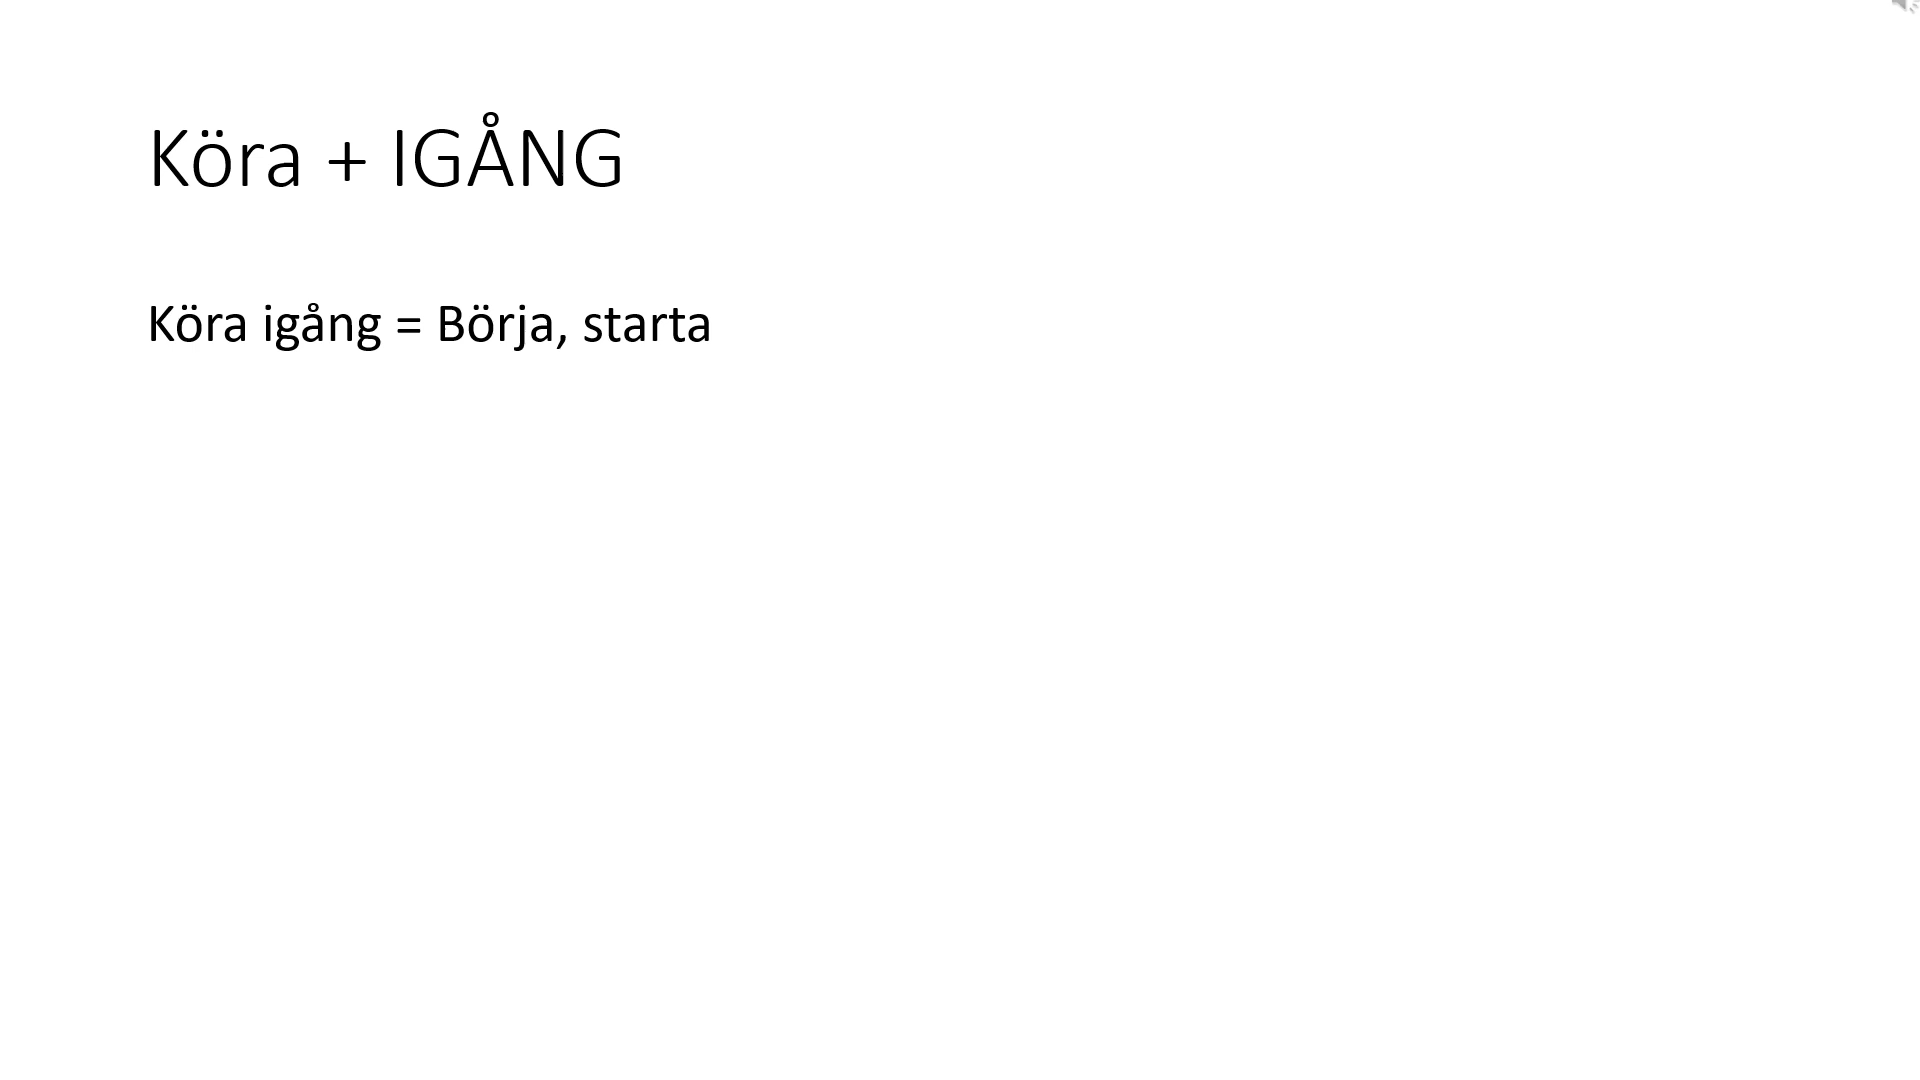 Köra + IGÅNG
Köra igång = Börja, starta